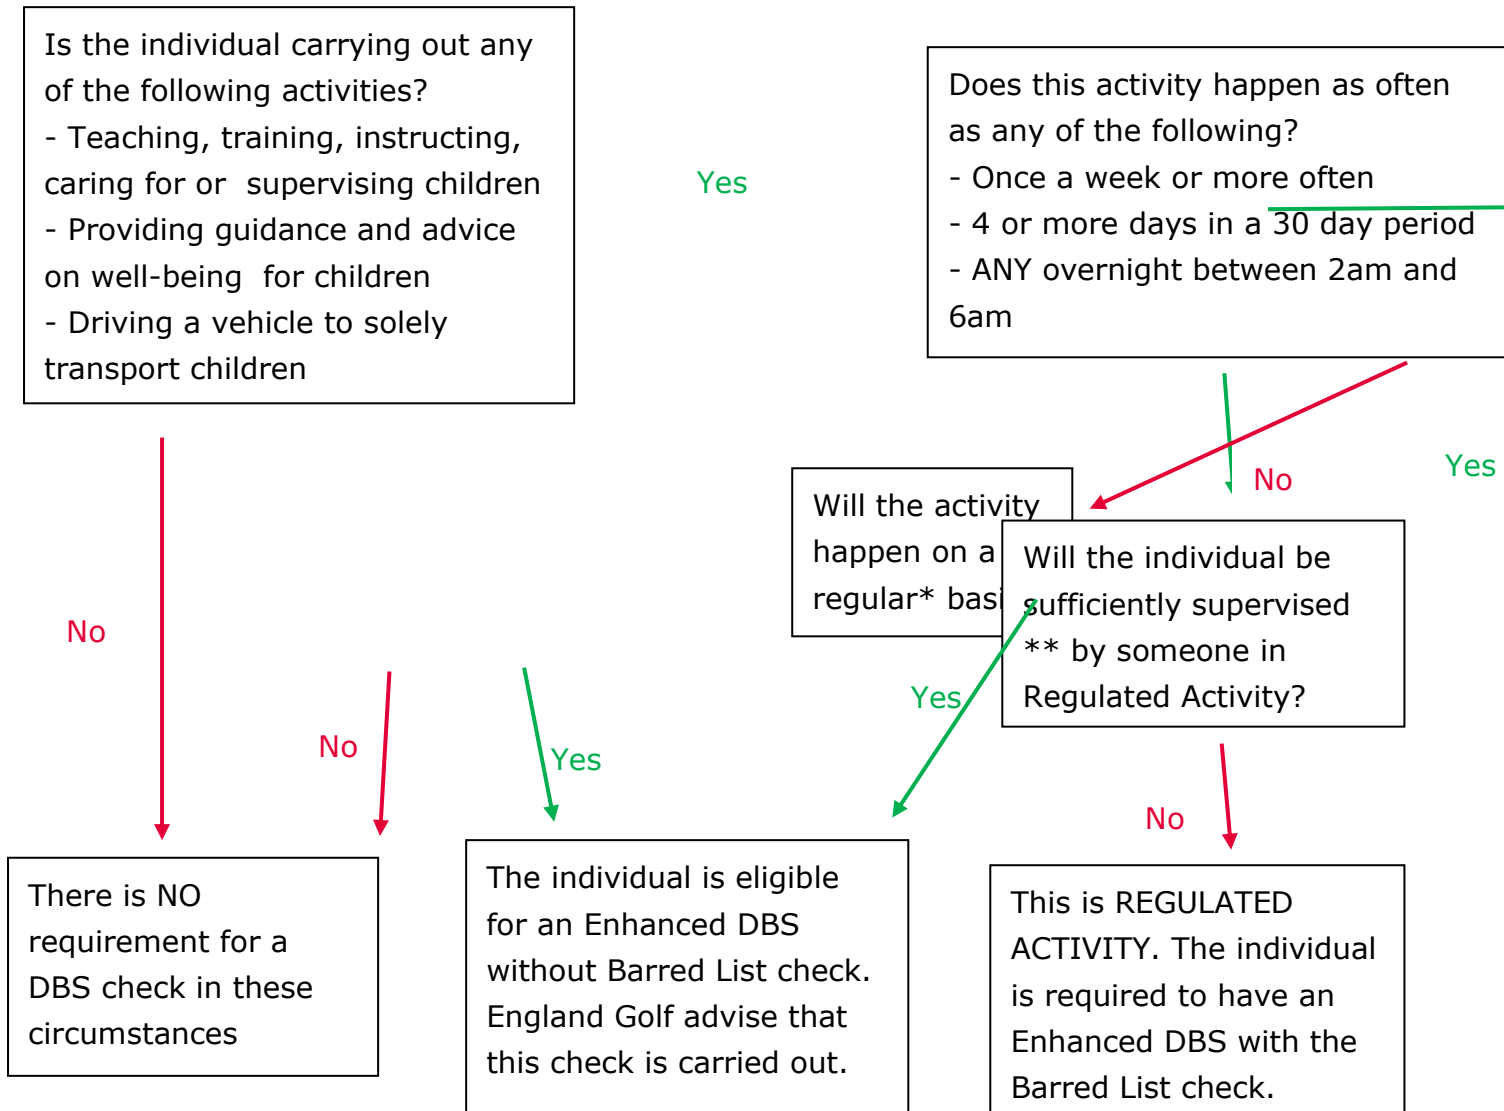 Is the individual carrying out any
of the following activities?
- Teaching, training, instructing,
caring for or supervising children
- Providing guidance and advice
on well-being for children
- Driving a vehicle to solely
transport children
Yes
Does this activity happen as often
as any of the following?
- Once a week or more often
- 4 or more days in a 30 day period
- ANY overnight between 2am and
6am
No
Yes
Will the activity
happen on a
regular* basi
Will the individual be
sufficiently supervised
** by someone in
Regulated Activity?
No
No
Yes
Yes
No
There is NO
requirement for a
DBS check in these
circumstances
The individual is eligible
for an Enhanced DBS
without Barred List check.
England Golf advise that
this check is carried out.
This is REGULATED
ACTIVITY. The individual
is required to have an
Enhanced DBS with the
Barred List check.